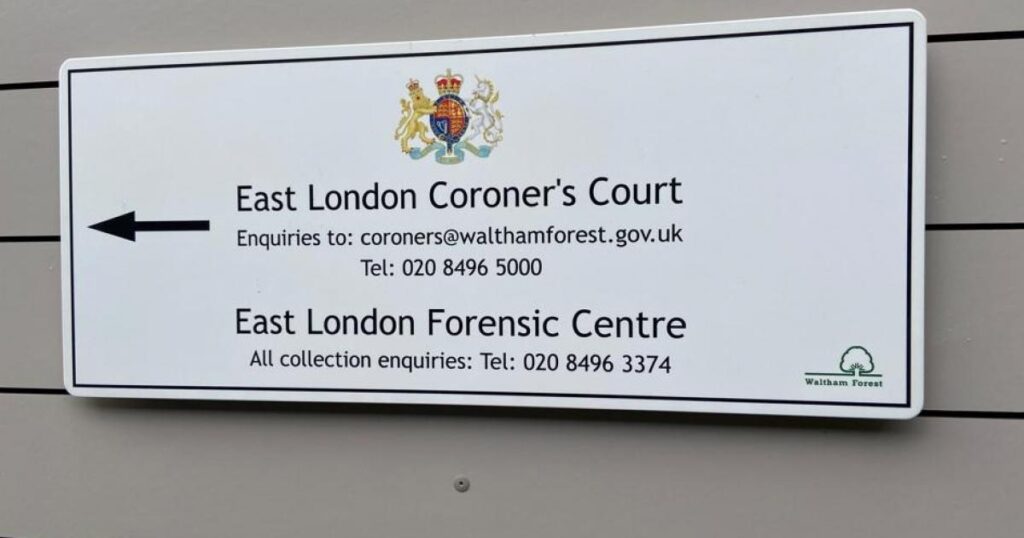 East London Coroner's Court
Enquiries to: coroners@walthamforest.gov.uk
Tel: 020 8496 5000
East London Forensic Centre
All collection enquiries: Tel: 020 8496 3374
Waltham Forest